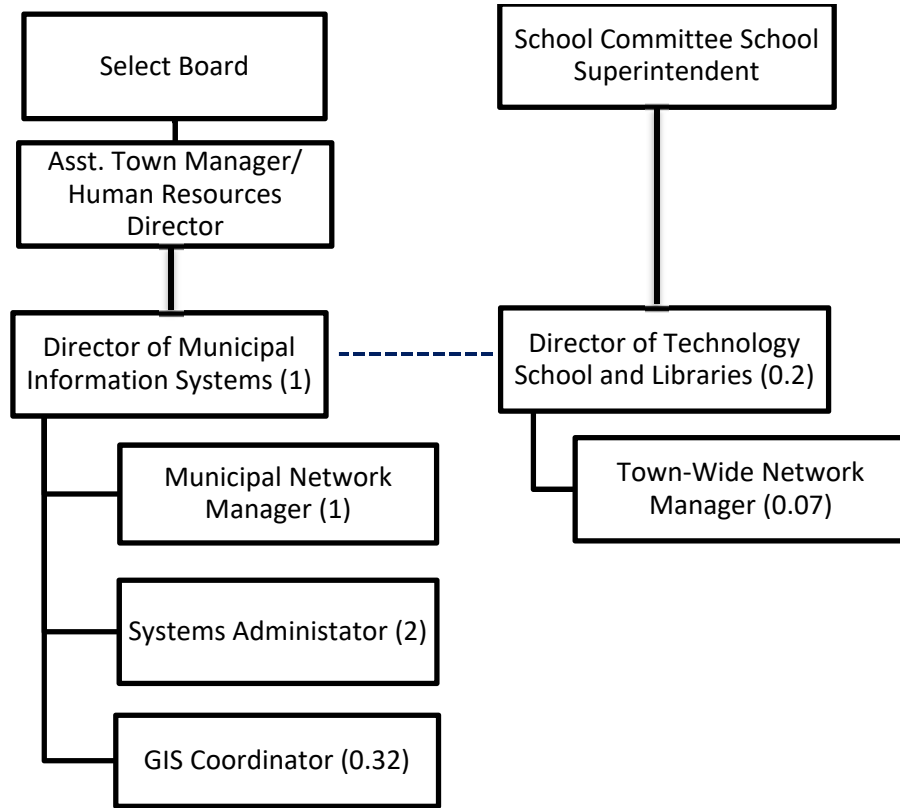 Select Board
School Committee School
Superintendent
Asst. Town Manager/
Human Resources
Director
Director of Municipal
Information Systems (1)
Director of Technology
School and Libraries (0.2)
Municipal Network
Manager (1)
Town-Wide Network
Manager (0.07)
Systems Administator (2)
GIS Coordinator (0.32)